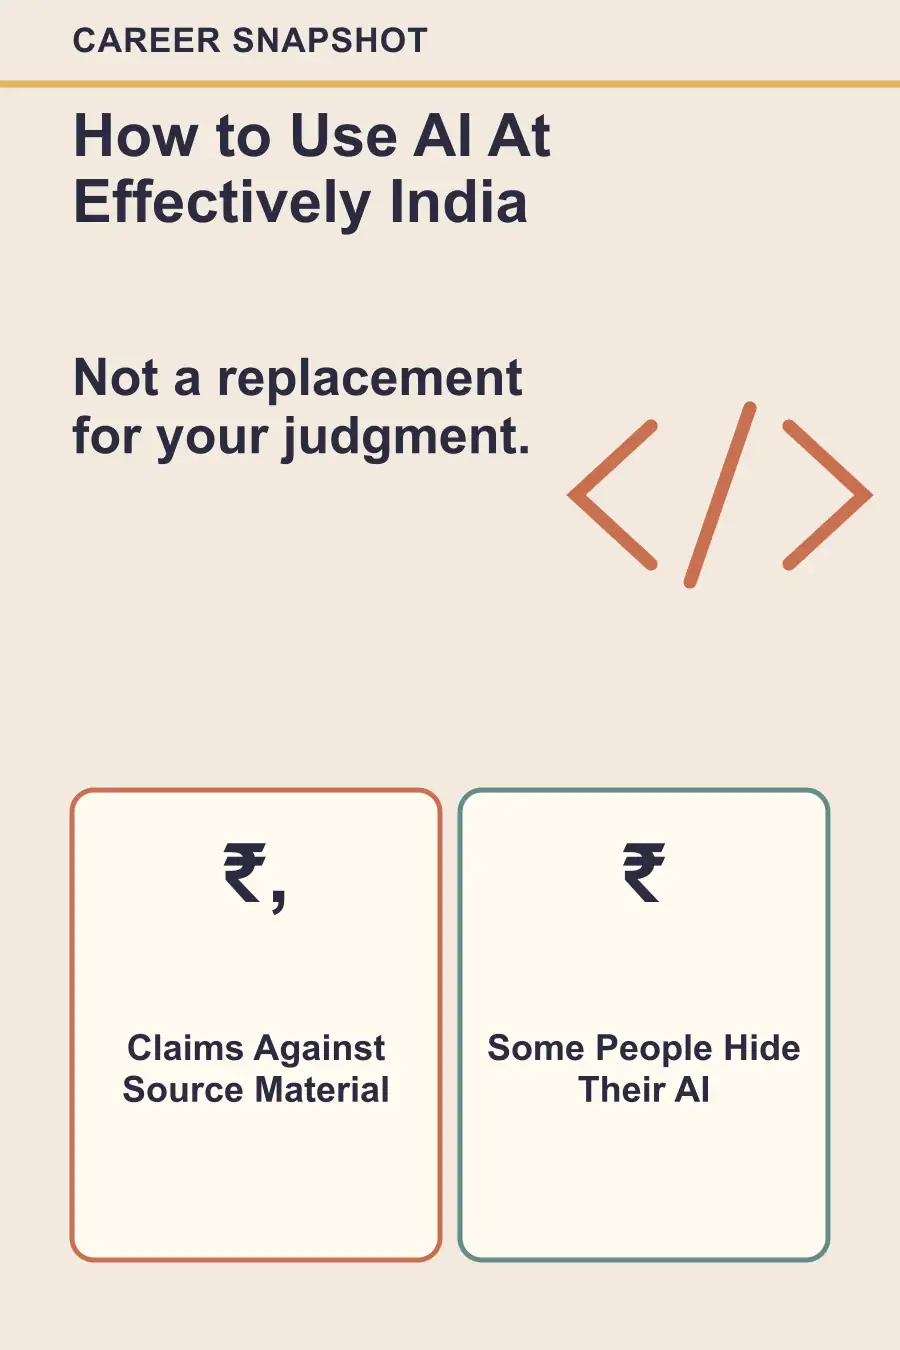 CAREER SNAPSHOT
How to Use AI At
Effectively India
Not a replacement
for your judgment.
</>
₹,
Claims Against
Source Material
₹
Some People Hide
Their AI